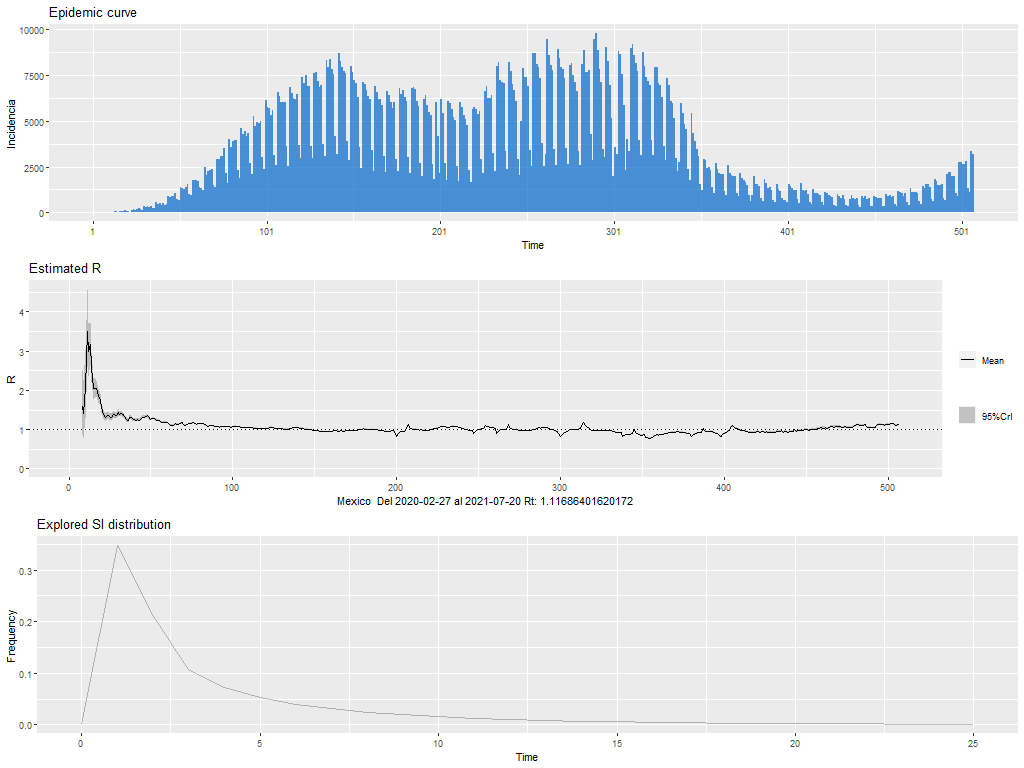 Epidemic curve
10000
7500
5000
2500
0
Incidencia
1 101 201 301 401 501
Time
Estimated R
4
3
2
1
0
R
Mean
95%CrI
0 100 200 300 400 500
Mexico Del 2020-02-27 al 2021-07-20 Rt: 1.11686401620172
Explored SI distribution
0.3
0.2
0.1
0.0
Frequency
0 5 10 15 20 25
Time